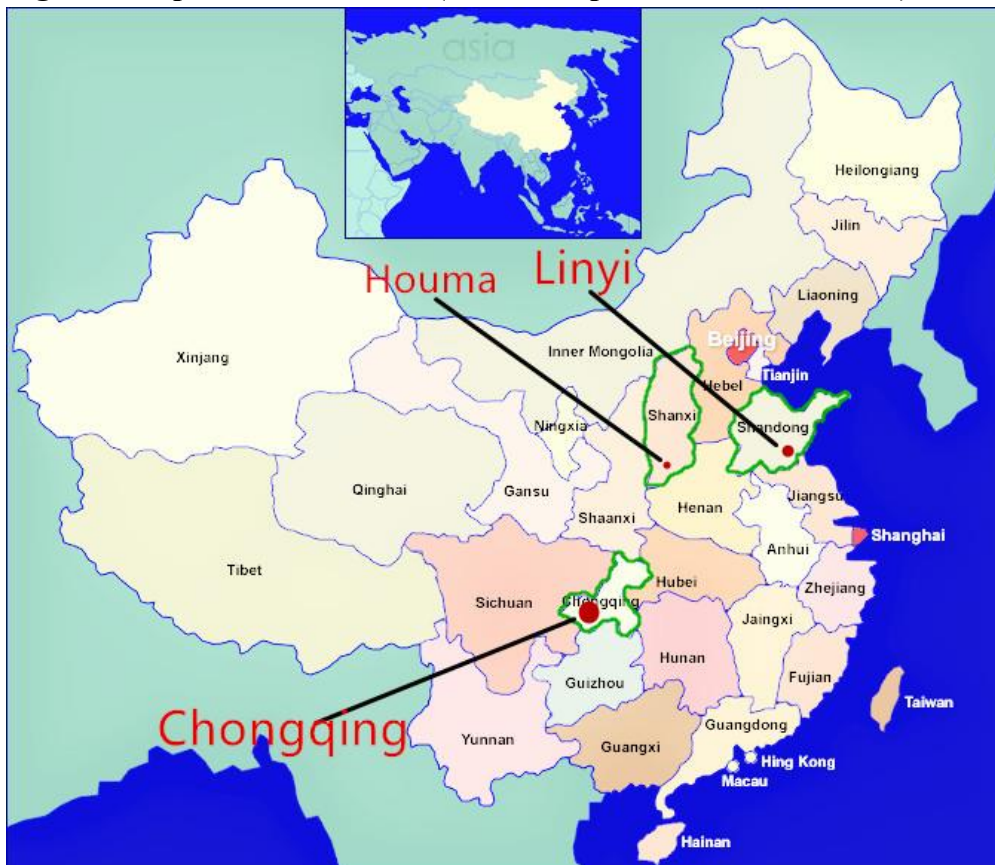 asia
Heilongiang
Jilin
Houma
Linyi
Liaoning
Beijing
Xinjang
Inner Mongolia
Tianjin
Hebel
Shanxi
Ningxia
Shandong
Qinghai
Gansu
Henan
Jiangsu
Shaanxi
Shanghai
Anhui
Tibet
Hubei
Zhejiang
Sichuan
Chongqing
Jaingxi
Hunan
Guizhou
Fujian
Taiwan
Chongqing
Yunnan
Guangxi
Guangdong
Hing Kong
Macau
Hainan